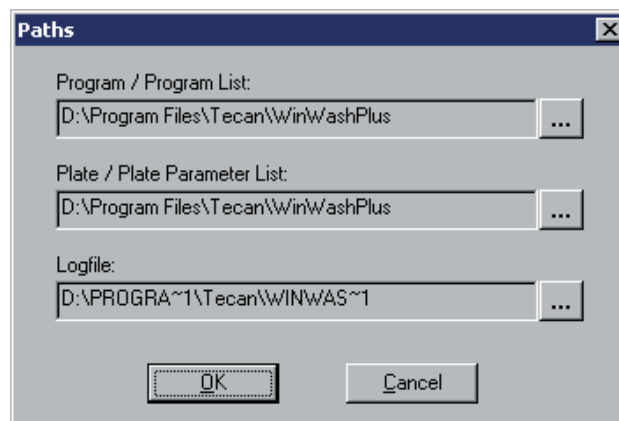 Paths
Program / Program List:
D:\Program Files\Tecan\WinWashPlus
...
Plate / Plate Parameter List:
D:\Program Files\Tecan\WinWashPlus
...
Logfile:
D:\PROGRA~1\Tecan\WINWAS~1
...
OK
Cancel